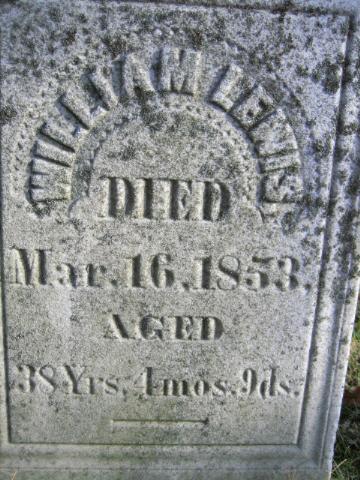 WILLIAM LEWIS
DIED
Mar. 16, 1853.
AGED
38 Yrs. 4 mos. 9 ds.